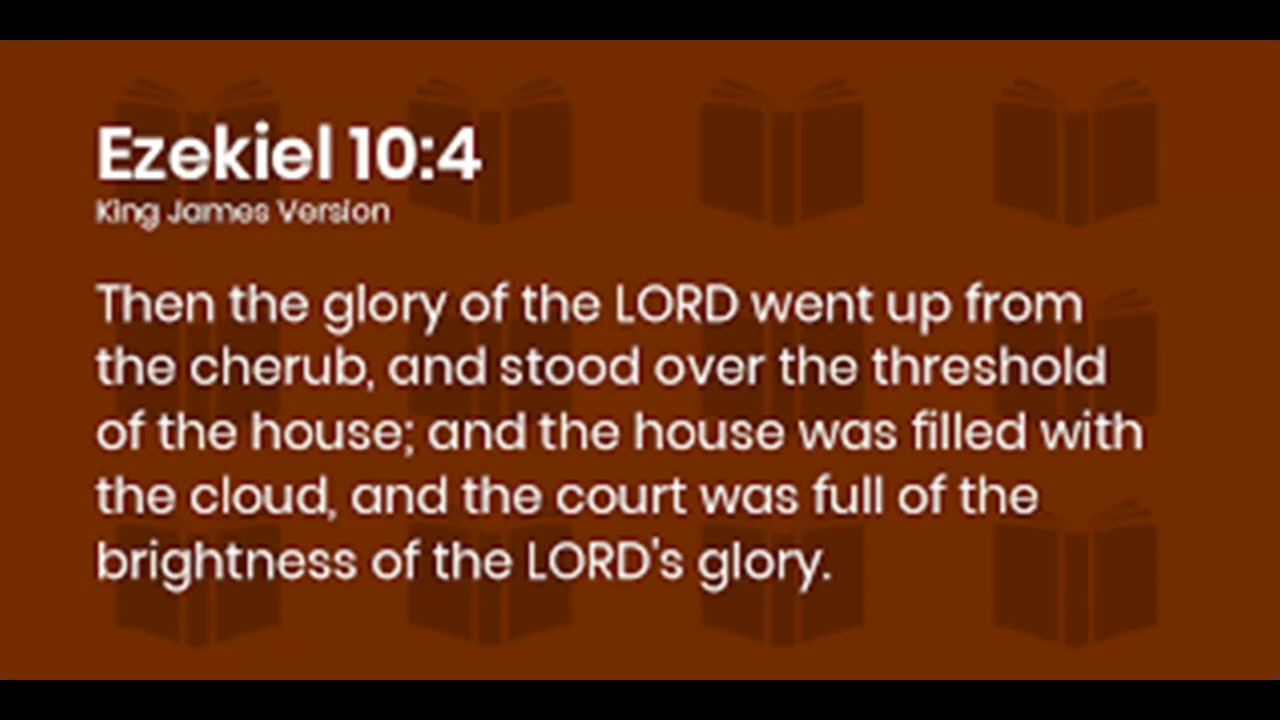 Ezekiel 10:4
King James Version
Then the glory of the LORD went up from
the cherub, and stood over the threshold
of the house; and the house was filled with
the cloud, and the court was full of the
brightness of the LORD's glory.